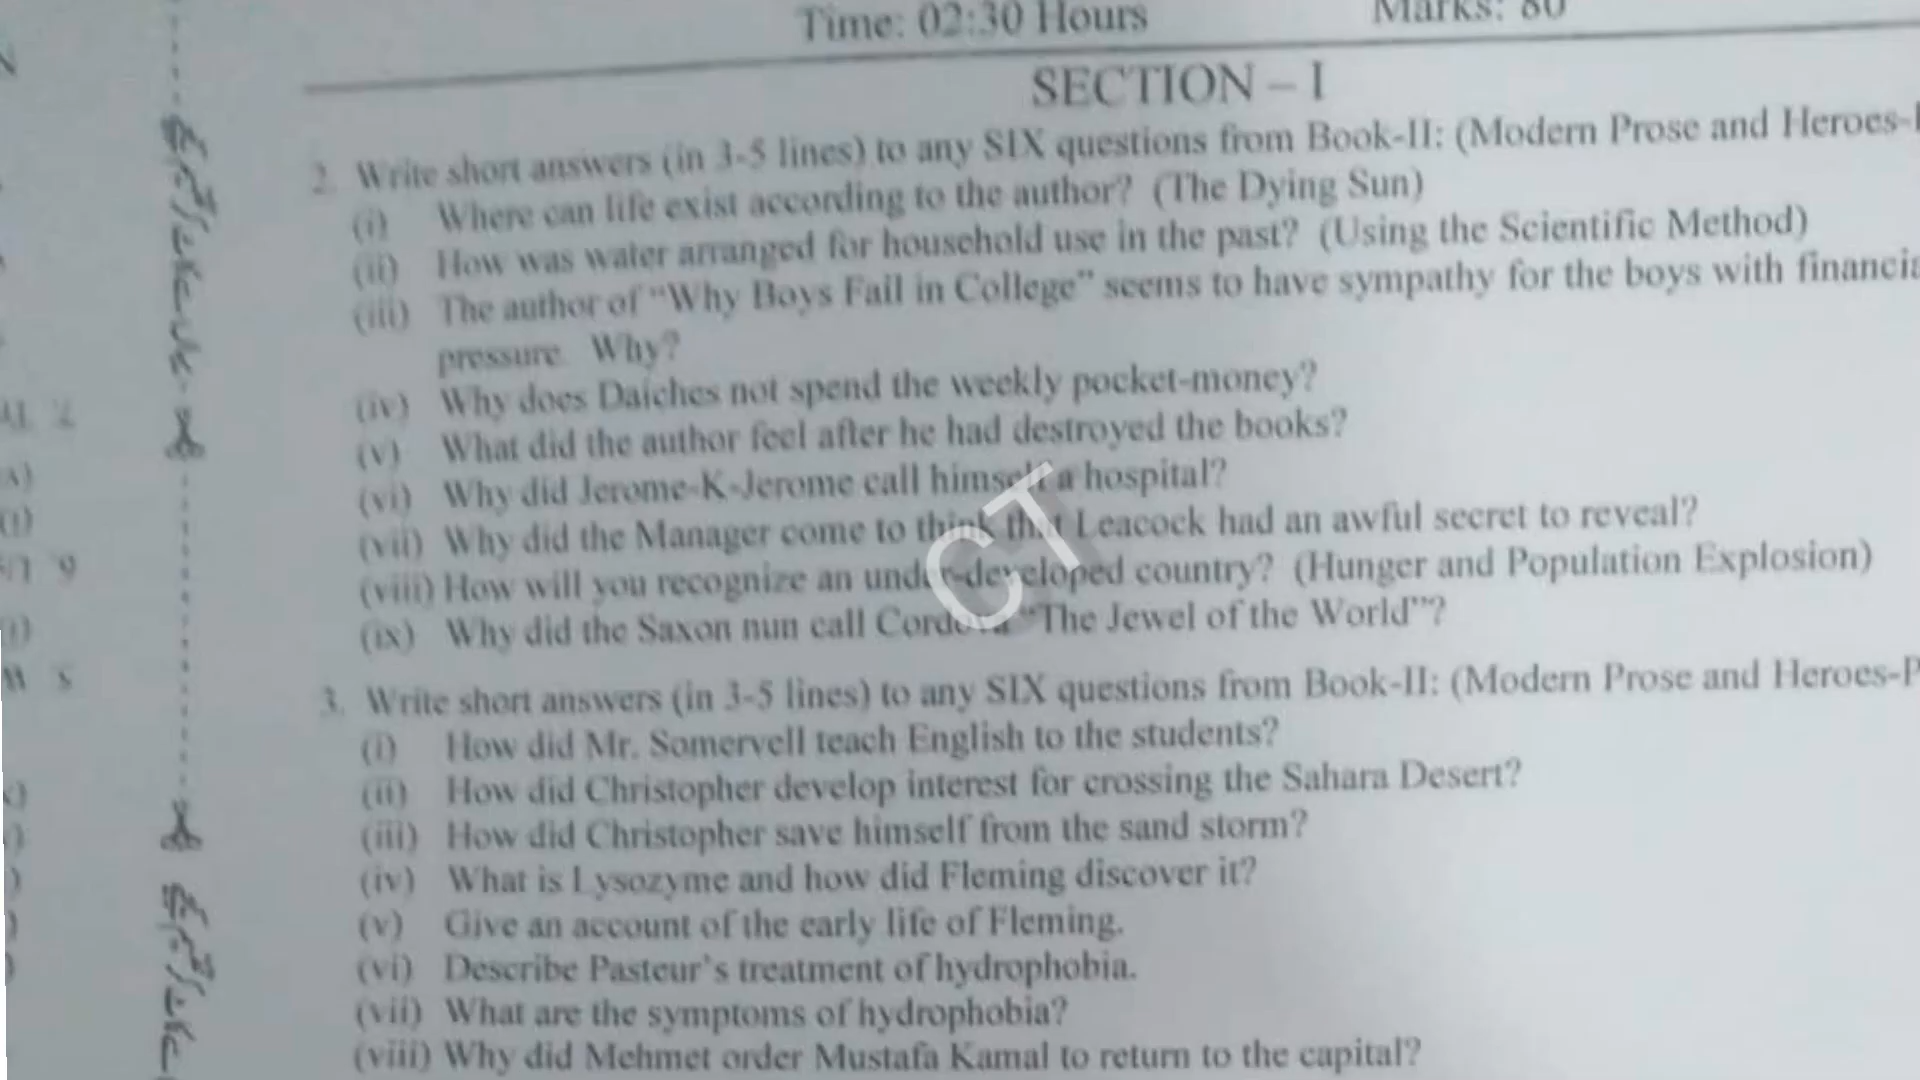 Time: 02:30 Hours Marks: 80
SECTION – I
2. Write short answers (in 3-5 lines) to any SIX questions from Book-II: (Modern Prose and Heroes-
(i) Where can life exist according to the author? (The Dying Sun)
(ii) How was water arranged for household use in the past? (Using the Scientific Method)
(iii) The author of "Why Boys Fail in College" seems to have sympathy for the boys with financia
pressure. Why?
(iv) Why does Daiches not spend the weekly pocket-money?
(v) What did the author feel after he had destroyed the books?
(vi) Why did Jerome-K-Jerome call himself a hospital?
(vii) Why did the Manager come to think that Leacock had an awful secret to reveal?
(viii) How will you recognize an under-developed country? (Hunger and Population Explosion)
(ix) Why did the Saxon nun call Cordova "The Jewel of the World"?
CT
3. Write short answers (in 3-5 lines) to any SIX questions from Book-II: (Modern Prose and Heroes-P
(i) How did Mr. Somervell teach English to the students?
(ii) How did Christopher develop interest for crossing the Sahara Desert?
(iii) How did Christopher save himself from the sand storm?
(iv) What is Lysozyme and how did Fleming discover it?
(v) Give an account of the early life of Fleming.
(vi) Describe Pasteur's treatment of hydrophobia.
(vii) What are the symptoms of hydrophobia?
(viii) Why did Mehmet order Mustafa Kamal to return to the capital?